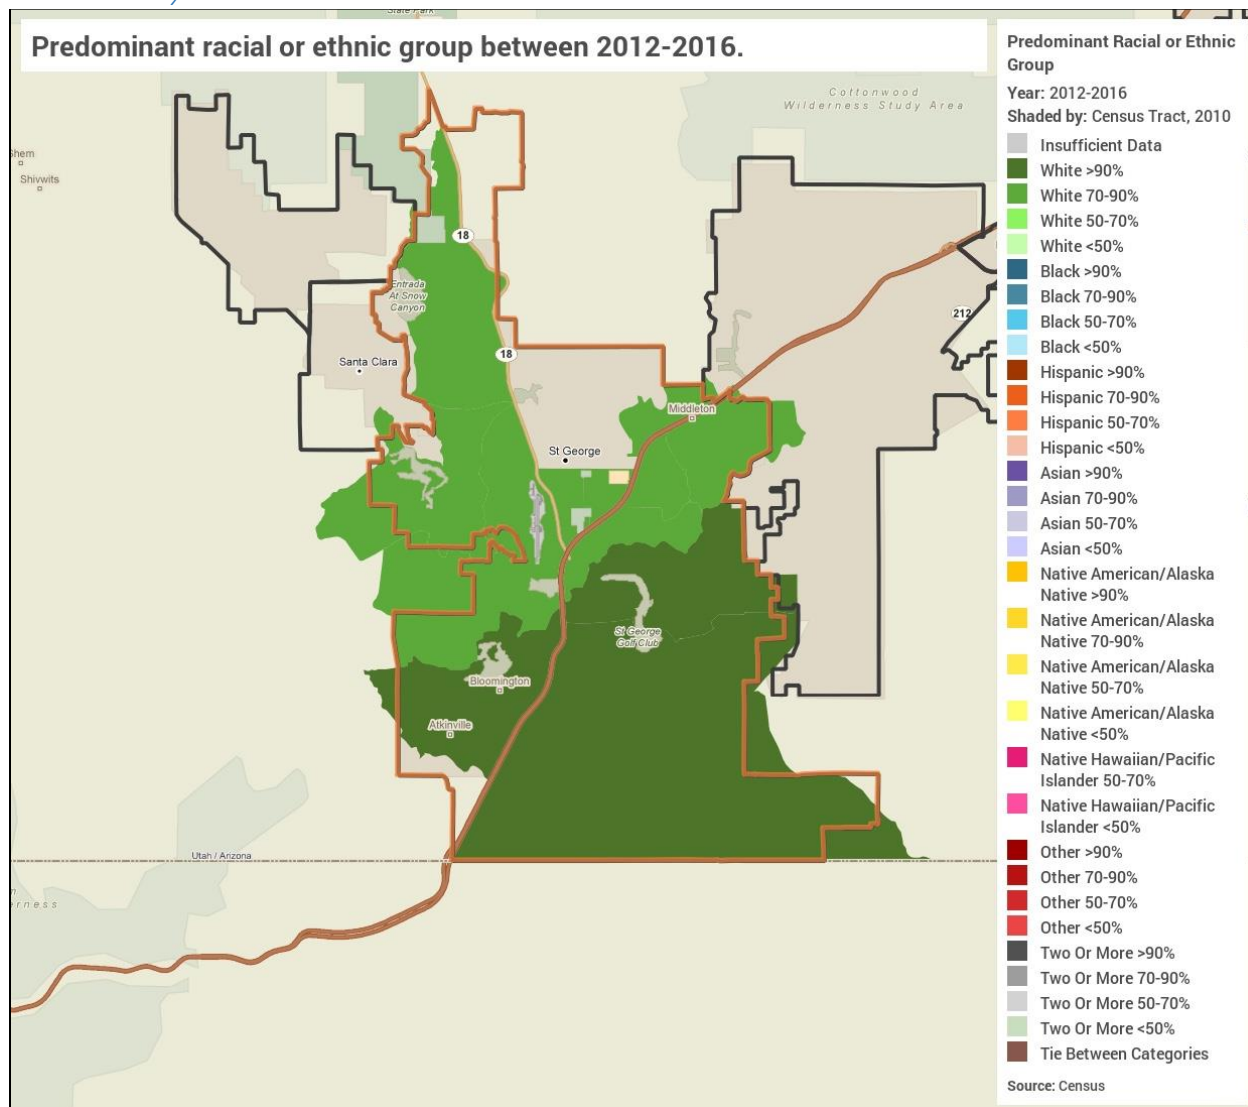 State Park
Predominant racial or ethnic group between 2012-2016.
Cottonwood
Wilderness Study Area
Shem
Shivwits
18
Entrada
At Snow
Canyon
212
18
Santa Clara
Middleton
St George
St George
Golf Club
Bloomington
Atkinville
Utah / Arizona
erness
Predominant Racial or Ethnic
Group
Year: 2012-2016
Shaded by: Census Tract, 2010
Insufficient Data
White >90%
White 70-90%
White 50-70%
White <50%
Black >90%
Black 70-90%
Black 50-70%
Black <50%
Hispanic >90%
Hispanic 70-90%
Hispanic 50-70%
Hispanic <50%
Asian >90%
Asian 70-90%
Asian 50-70%
Asian <50%
Native American/Alaska
Native >90%
Native American/Alaska
Native 70-90%
Native American/Alaska
Native 50-70%
Native American/Alaska
Native <50%
Native Hawaiian/Pacific
Islander 50-70%
Native Hawaiian/Pacific
Islander <50%
Other >90%
Other 70-90%
Other 50-70%
Other <50%
Two Or More >90%
Two Or More 70-90%
Two Or More 50-70%
Two Or More <50%
Tie Between Categories
Source: Census